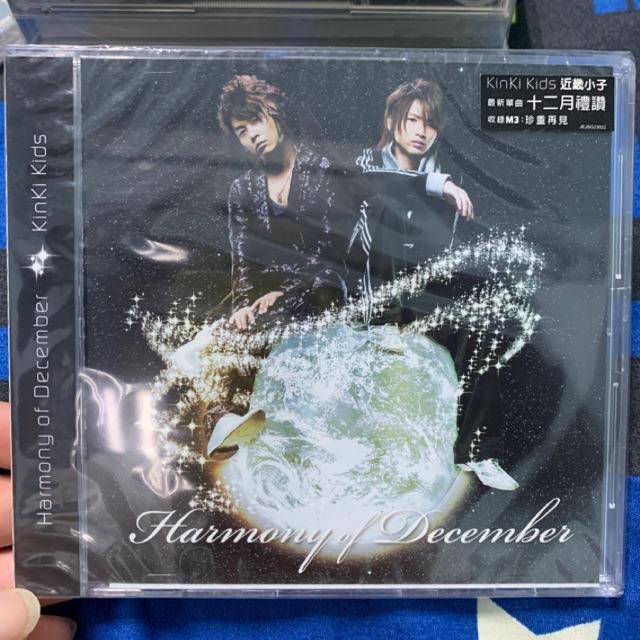 Harmony of December KinKi Kids
KinKi Kids 近畿小子
最新單曲 十二月禮讚
收錄M3：珍重再見
Harmony of December